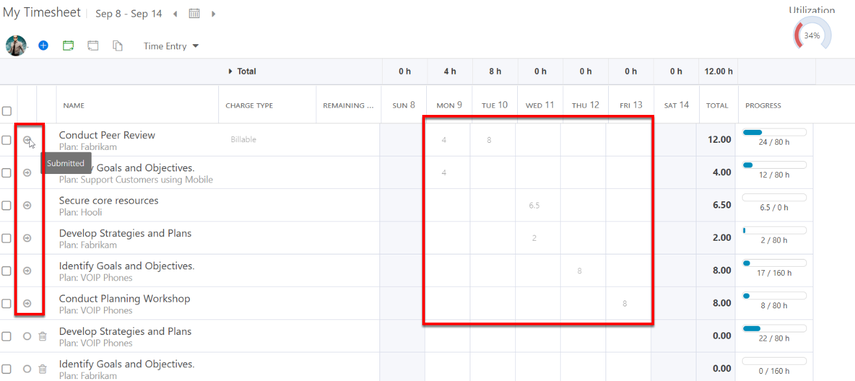 My Timesheet Sep 8 - Sep 14 Utilization
34%
Time Entry
Total 0 h 4 h 8 h 0 h 0 h 0 h 0 h 12.00 h
NAME CHARGE TYPE REMAINING ... SUN 8 MON 9 TUE 10 WED 11 THU 12 FRI 13 SAT 14 TOTAL PROGRESS
Conduct Peer Review Billable 4 8 12.00
Plan: Fabrikam 24 / 80 h
Submitted
y Goals and Objectives. 4 4.00
Plan: Support Customers using Mobile 12 / 80 h
Secure core resources 6.5 6.50
Plan: Hooli 6.5 / 0 h
Develop Strategies and Plans 2 2.00
Plan: Fabrikam 2 / 80 h
Identify Goals and Objectives. 8 8.00
Plan: VOIP Phones 17 / 160 h
Conduct Planning Workshop 8 8.00
Plan: VOIP Phones 8 / 80 h
Develop Strategies and Plans 0.00
Plan: VOIP Phones 22 / 80 h
Identify Goals and Objectives. 0.00
Plan: Fabrikam 0 / 160 h